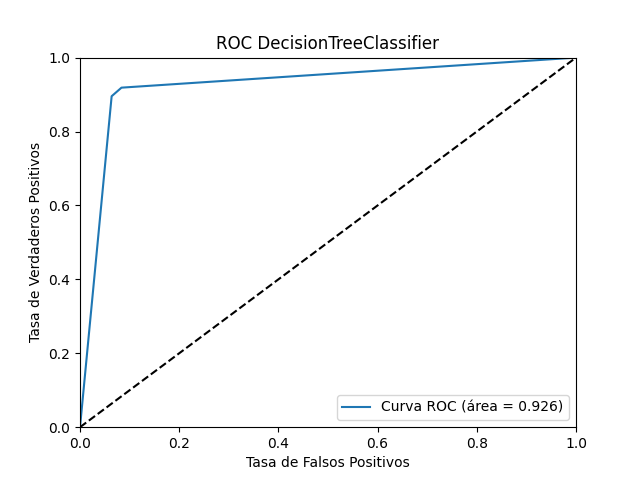 ROC DecisionTreeClassifier
1.0
0.8
0.6
0.4
0.2
0.0
Tasa de Verdaderos Positivos
Curva ROC (área = 0.926)
0.0 0.2 0.4 0.6 0.8 1.0
Tasa de Falsos Positivos